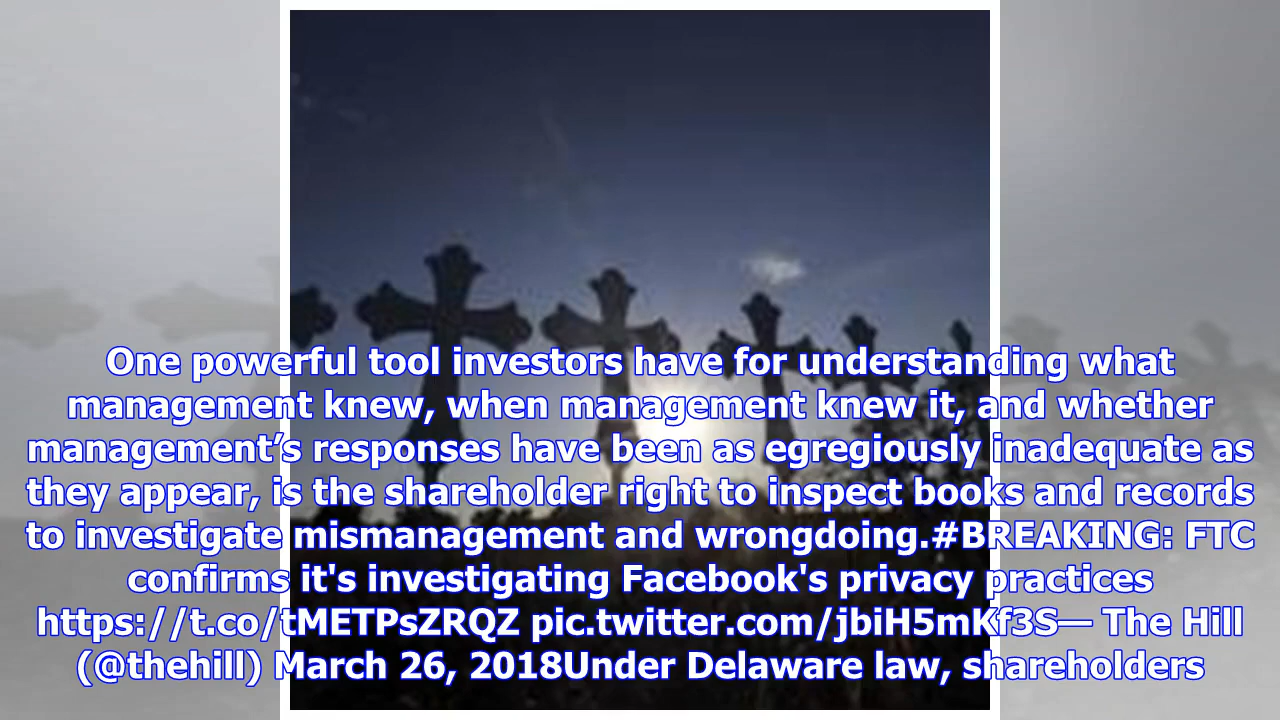 One powerful tool investors have for understanding what
management knew, when management knew it, and whether
management’s responses have been as egregiously inadequate as
they appear, is the shareholder right to inspect books and records
to investigate mismanagement and wrongdoing.#BREAKING: FTC
confirms it's investigating Facebook's privacy practices
https://t.co/tMETPsZRQZ pic.twitter.com/jbiH5mKf3S— The Hill
(@thehill) March 26, 2018Under Delaware law, shareholders